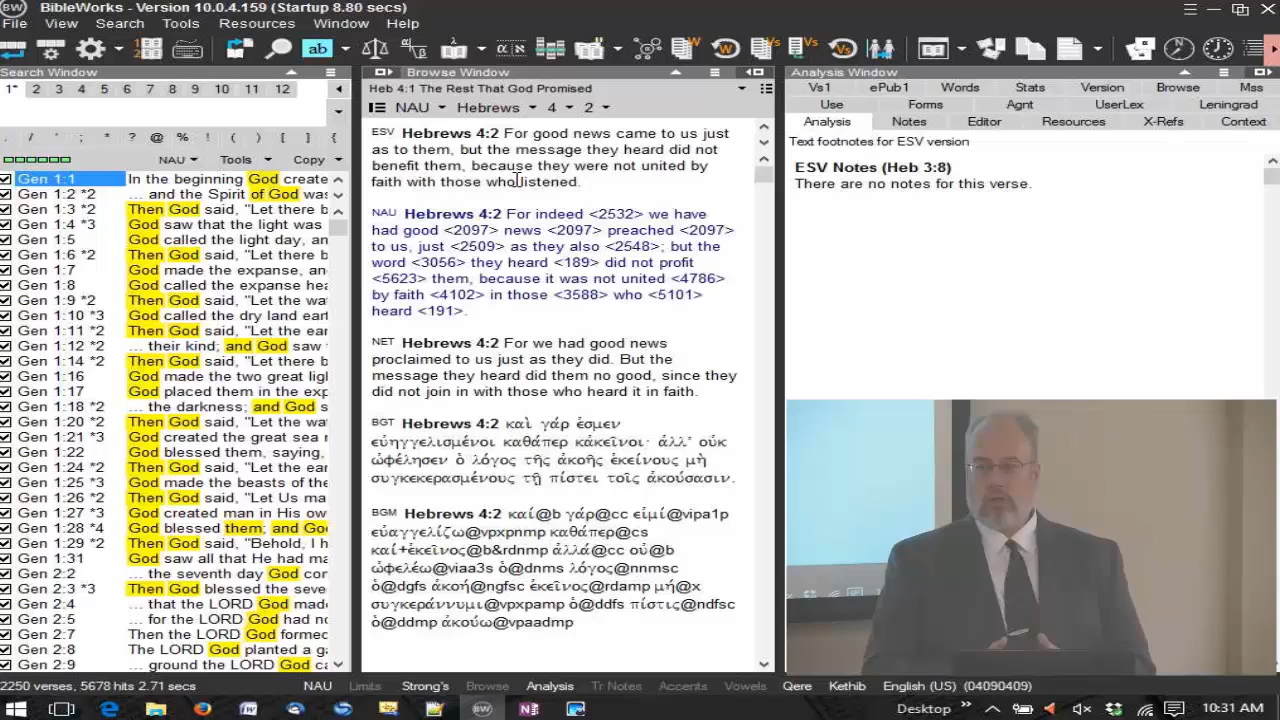 BibleWorks - Version 10.0.4.159 (Startup 8.80 secs)
File View Search Tools Resources Window Help
Search Window
1* 2 3 4 5 6 7 8 9 10 11 12
. / ' ; * ? @ % ! ( ) [ ] {
NAU Tools Copy
Gen 1:1 In the beginning God create
Gen 1:2 *2 ... and the Spirit of God was
Gen 1:3 *2 Then God said, "Let there b
Gen 1:4 *3 God saw that the light was
Gen 1:5 God called the light day, an
Gen 1:6 *2 Then God said, "Let there b
Gen 1:7 God made the expanse, an
Gen 1:8 God called the expanse hea
Gen 1:9 *2 Then God said, "Let the wa
Gen 1:10 *3 God called the dry land eart
Gen 1:11 *2 Then God said, "Let the ear
Gen 1:12 *2 ... their kind; and God saw
Gen 1:14 *2 Then God said, "Let there b
Gen 1:16 God made the two great ligl
Gen 1:17 God placed them in the exp
Gen 1:18 *2 ... the darkness; and God s
Gen 1:20 *2 Then God said, "Let the wa
Gen 1:21 *3 God created the great sea r
Gen 1:22 God blessed them, saying,
Gen 1:24 *2 Then God said, "Let the ear
Gen 1:25 *3 God made the beasts of the
Gen 1:26 *2 Then God said, "Let Us ma
Gen 1:27 *3 God created man in His ow
Gen 1:28 *4 God blessed them; and God
Gen 1:29 *2 Then God said, "Behold, I h
Gen 1:31 God saw all that He had ma
Gen 2:2 ... the seventh day God cor
Gen 2:3 *3 Then God blessed the seve
Gen 2:4 ... that the LORD God made
Gen 2:5 ... for the LORD God had no
Gen 2:7 Then the LORD God formed
Gen 2:8 The LORD God planted a ga
Gen 2:9 ... ground the LORD God ca
2250 verses, 5678 hits 2.71 secs
Browse Window
Heb 4:1 The Rest That God Promised
NAU Hebrews 4 2
ESV Hebrews 4:2 For good news came to us just
as to them, but the message they heard did not
benefit them, because they were not united by
faith with those who listened.
NAU Hebrews 4:2 For indeed <2532> we have
had good <2097> news <2097> preached <2097>
to us, just <2509> as they also <2548>; but the
word <3056> they heard <189> did not profit
<5623> them, because it was not united <4786>
by faith <4102> in those <3588> who <5101>
heard <191>.
NET Hebrews 4:2 For we had good news
proclaimed to us just as they did. But the
message they heard did them no good, since they
did not join in with those who heard it in faith.
BGT Hebrews 4:2 καὶ γάρ ἐσμεν
εὐηγγελισμένοι καθάπερ κἀκεῖνοι· ἀλλ' οὐκ
ὠφέλησεν ὁ λόγος τῆς ἀκοῆς ἐκείνους μὴ
συγκεκερασμένους τῇ πίστει τοῖς ἀκούσασιν.
BGM Hebrews 4:2 καί@b γάρ@cc εἰμί@vipa1p
εὐαγγελίζω@vpxpnmp καθάπερ@cs
καί+ἐκεῖνος@b&rdnmp ἀλλά@cc οὐ@b
ὠφελέω@viaa3s ὁ@dnms λόγος@nnmsc
ὁ@dgfs ἀκοή@ngfsc ἐκεῖνος@rdamp μή@x
συγκεράννυμι@vpxpamp ὁ@ddfs πίστις@ndfsc
ὁ@ddmp ἀκούω@vpaadmp
Analysis Window
Vs1 ePub1 Words Stats Version Browse Mss
Use Forms Agnt UserLex Leningrad
Analysis Notes Editor Resources X-Refs Context
Text footnotes for ESV version
ESV Notes (Heb 3:8)
There are no notes for this verse.
NAU Limits Strong's Browse Analysis Tr Notes Accents Vowels Qere Kethib English (US) (04090409)
Desktop 10:31 AM